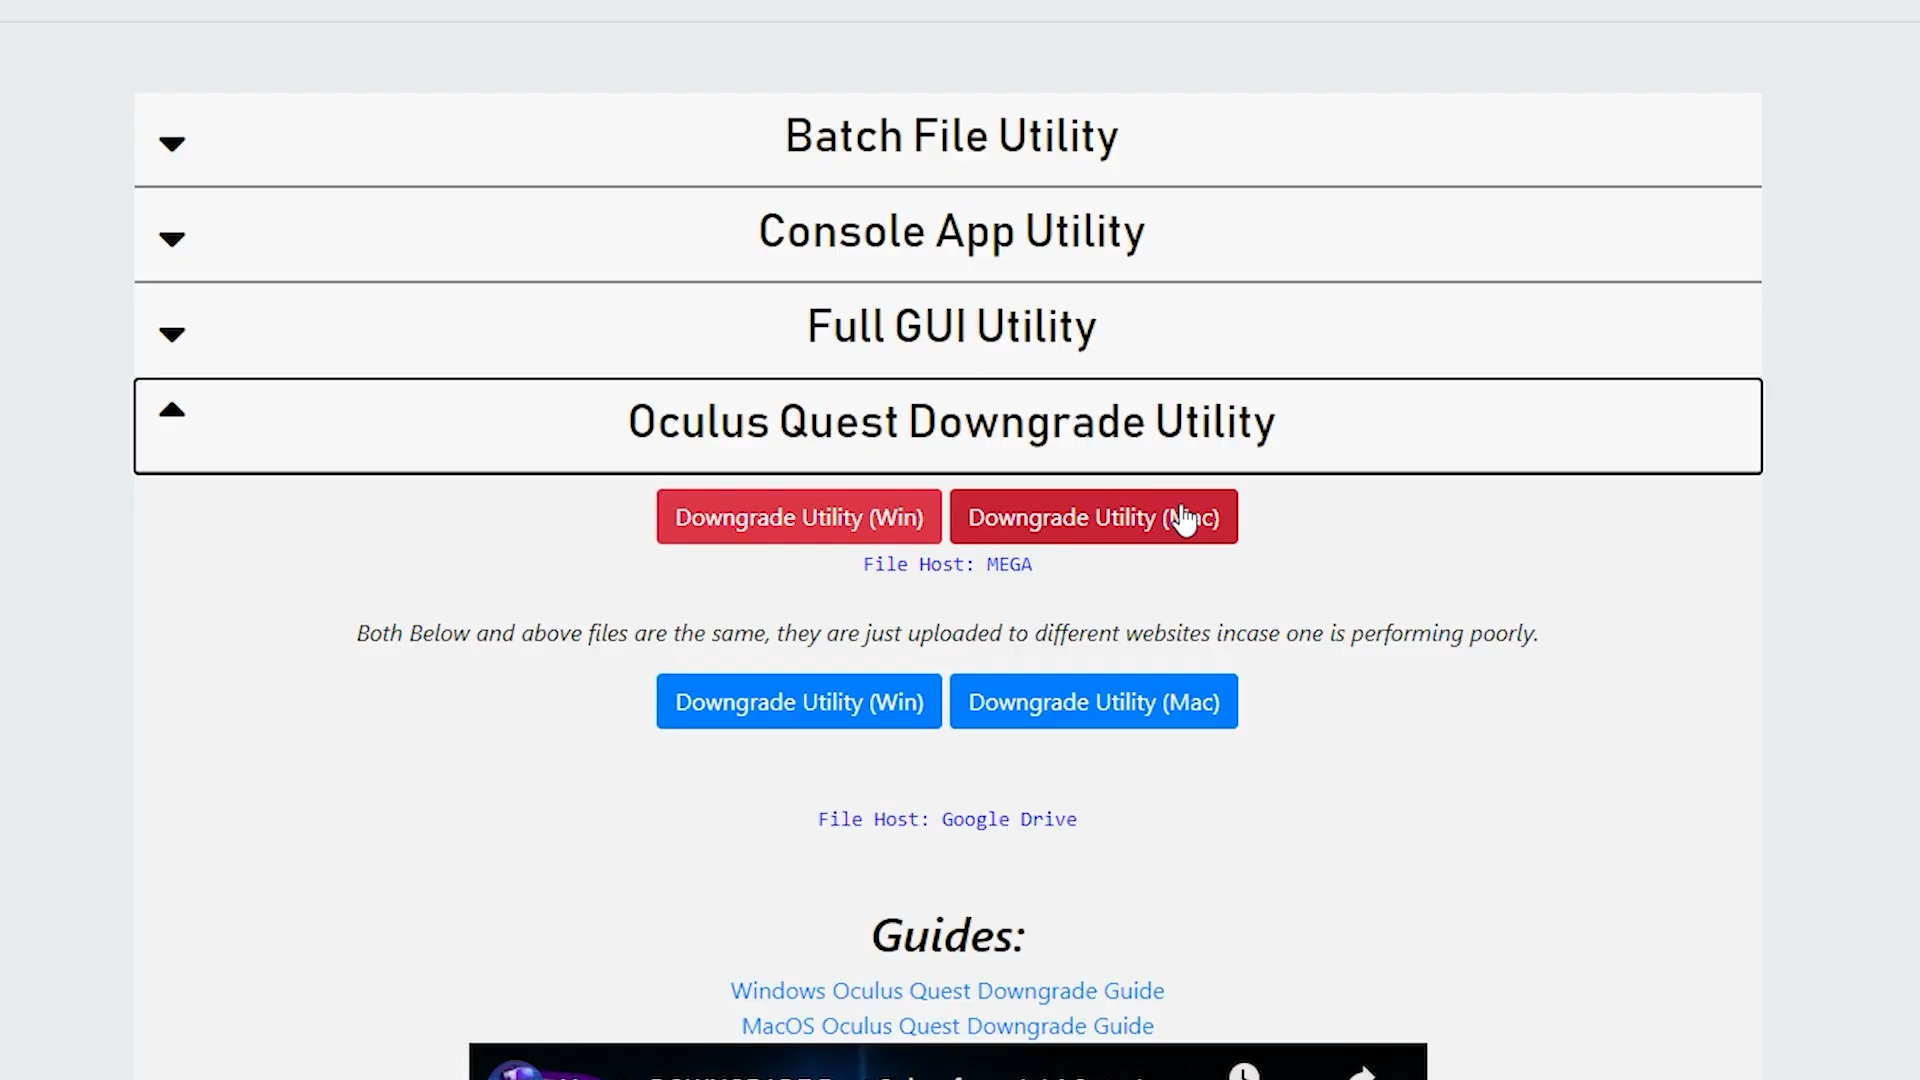 Batch File Utility
Console App Utility
Full GUI Utility
Oculus Quest Downgrade Utility
Downgrade Utility (Win) Downgrade Utility (Mac)
File Host: MEGA
Both Below and above files are the same, they are just uploaded to different websites incase one is performing poorly.
Downgrade Utility (Win) Downgrade Utility (Mac)
File Host: Google Drive
Guides:
Windows Oculus Quest Downgrade Guide
MacOS Oculus Quest Downgrade Guide